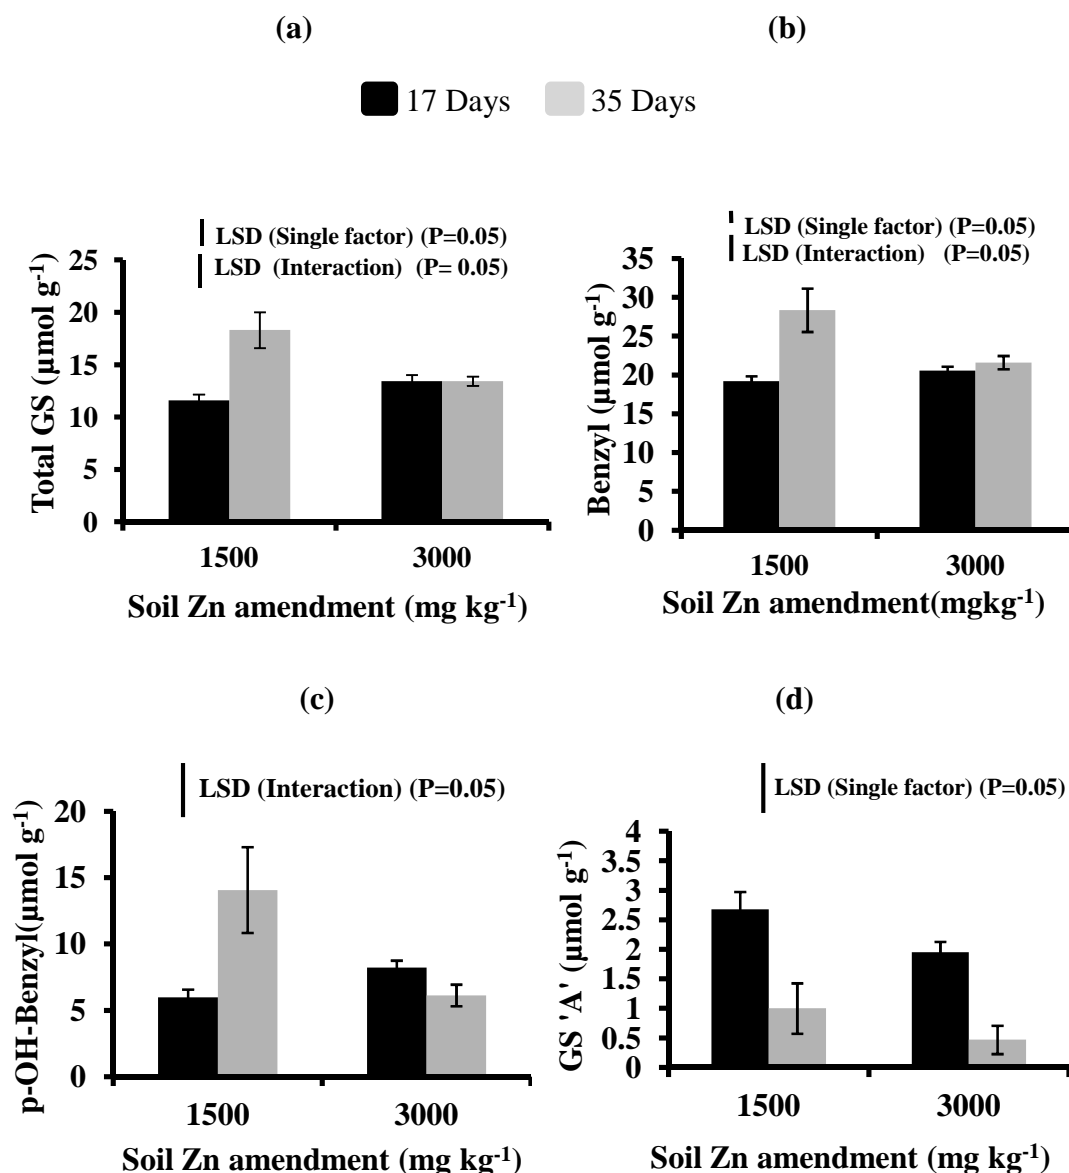 (a) (b)
17 Days 35 Days
LSD (Single factor) (P=0.05)
LSD (Interaction) (P= 0.05)
25
20
15
10
5
0
Total GS (µmol g-1)
1500 3000
Soil Zn amendment (mg kg-1)
LSD (Single factor) (P=0.05)
LSD (Interaction) (P=0.05)
35
30
25
20
15
10
5
0
Benzyl (µmol g-1)
1500 3000
Soil Zn amendment(mgkg-1)
(c) (d)
LSD (Interaction) (P=0.05)
20
15
10
5
0
p-OH-Benzyl(µmol g-1)
1500 3000
Soil Zn amendment (mg kg-1)
LSD (Single factor) (P=0.05)
4
3.5
3
2.5
2
1.5
1
0.5
0
GS 'A' (µmol g-1)
1500 3000
Soil Zn amendment (mg kg-1)